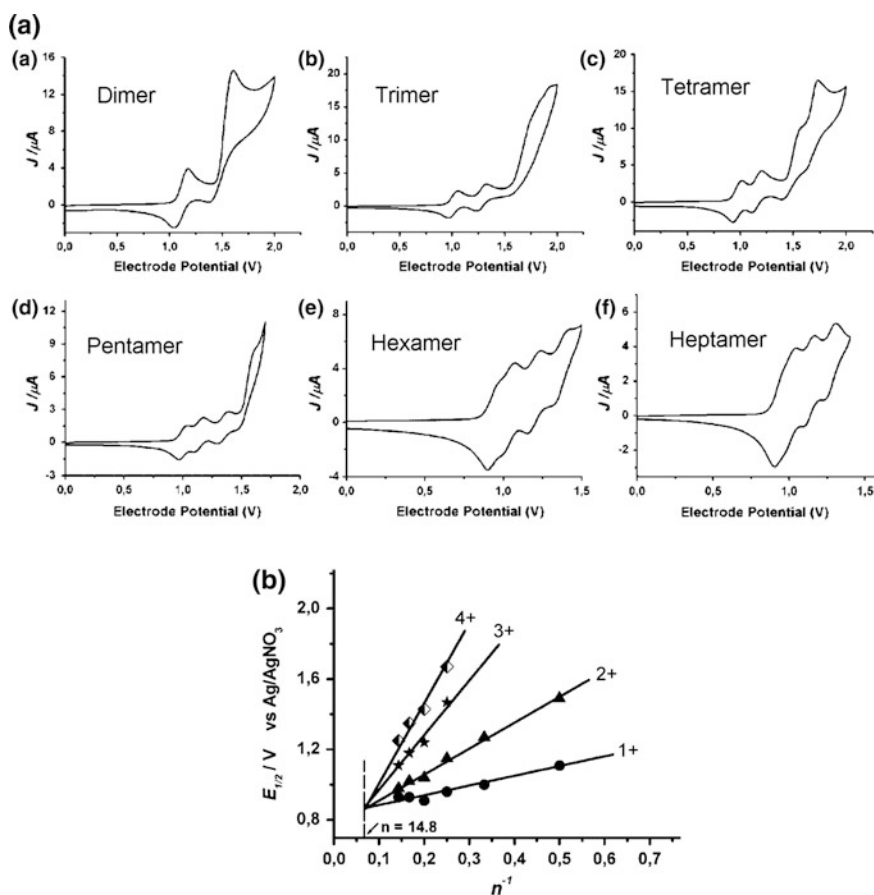 (a)
(a) Dimer
16
12
8
4
0
J /µA
0,0 0,5 1,0 1,5 2,0
Electrode Potential (V)
(b) Trimer
20
15
10
5
0
J /µA
0,0 0,5 1,0 1,5 2,0
Electrode Potential (V)
(c) Tetramer
20
15
10
5
0
J /µA
0,0 0,5 1,0 1,5 2,0
Electrode Potential (V)
(d) Pentamer
12
9
6
3
0
-3
J /µA
0,0 0,5 1,0 1,5 2,0
Electrode Potential (V)
(e) Hexamer
8
4
0
-4
J /µA
0,0 0,5 1,0 1,5
Electrode Potential (V)
(f) Heptamer
6
4
2
0
-2
J /µA
0,0 0,5 1,0 1,5
Electrode Potential (V)
(b)
2,0
1,6
1,2
0,8
E1/2 / V vs Ag/AgNO3
4+
3+
2+
1+
n = 14.8
0,0 0,1 0,2 0,3 0,4 0,5 0,6 0,7
n-1